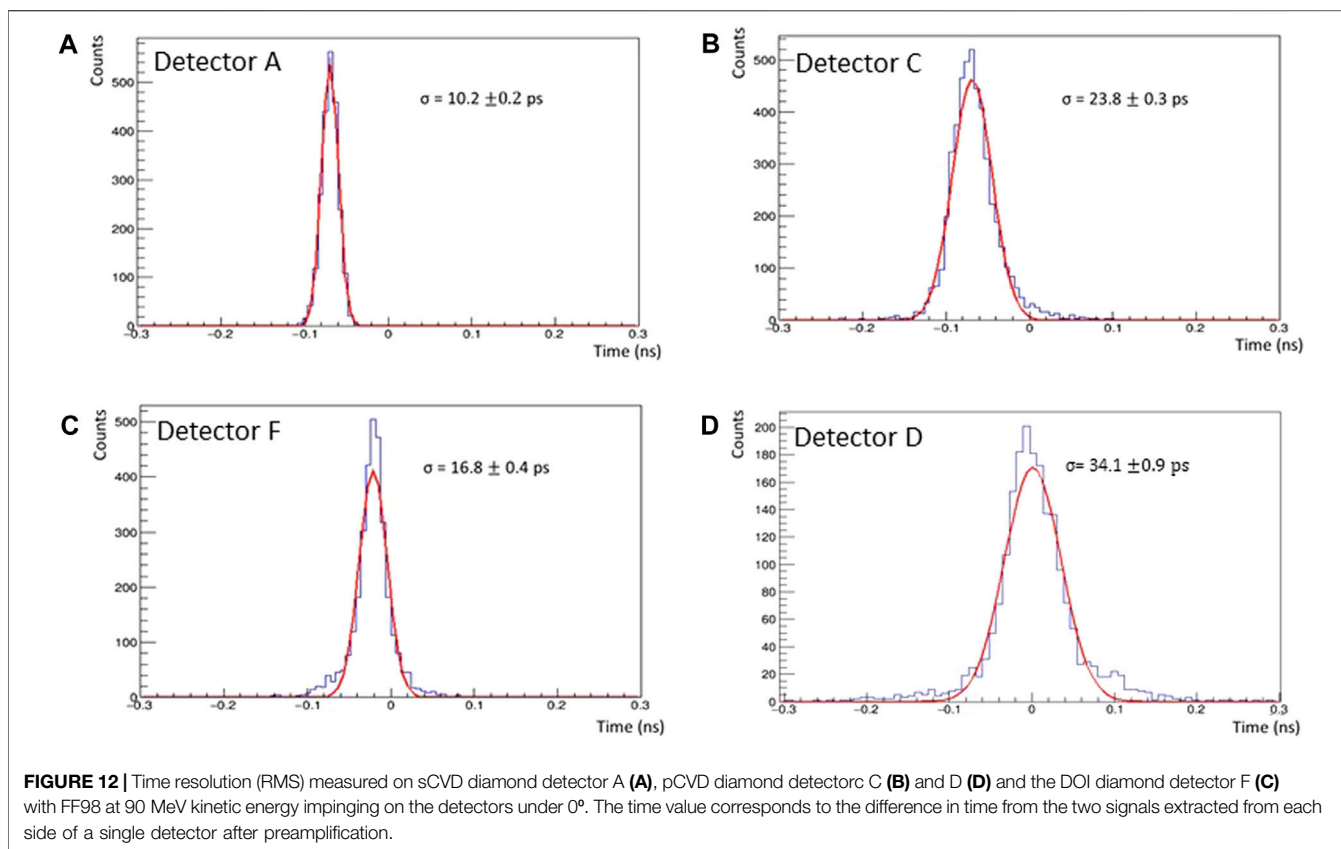 A
Counts
Detector A
σ = 10.2 ±0.2 ps
500
400
300
200
100
0
−0.3 −0.2 −0.1 0 0.1 0.2 0.3
Time (ns)
B
Counts
Detector C
σ = 23.8 ± 0.3 ps
500
400
300
200
100
0
−0.3 −0.2 −0.1 0 0.1 0.2 0.3
Time (ns)
C
Counts
Detector F
σ = 16.8 ± 0.4 ps
500
400
300
200
100
0
−0.3 −0.2 −0.1 0 0.1 0.2 0.3
Time (ns)
D
Counts
Detector D
σ= 34.1 ±0.9 ps
200
180
160
140
120
100
80
60
40
20
0
−0.3 −0.2 −0.1 0 0.1 0.2 0.3
Time (ns)
FIGURE 12 | Time resolution (RMS) measured on sCVD diamond detector A (A), pCVD diamond detectorc C (B) and D (D) and the DOI diamond detector F (C)
with FF98 at 90 MeV kinetic energy impinging on the detectors under 0º. The time value corresponds to the difference in time from the two signals extracted from each
side of a single detector after preamplification.